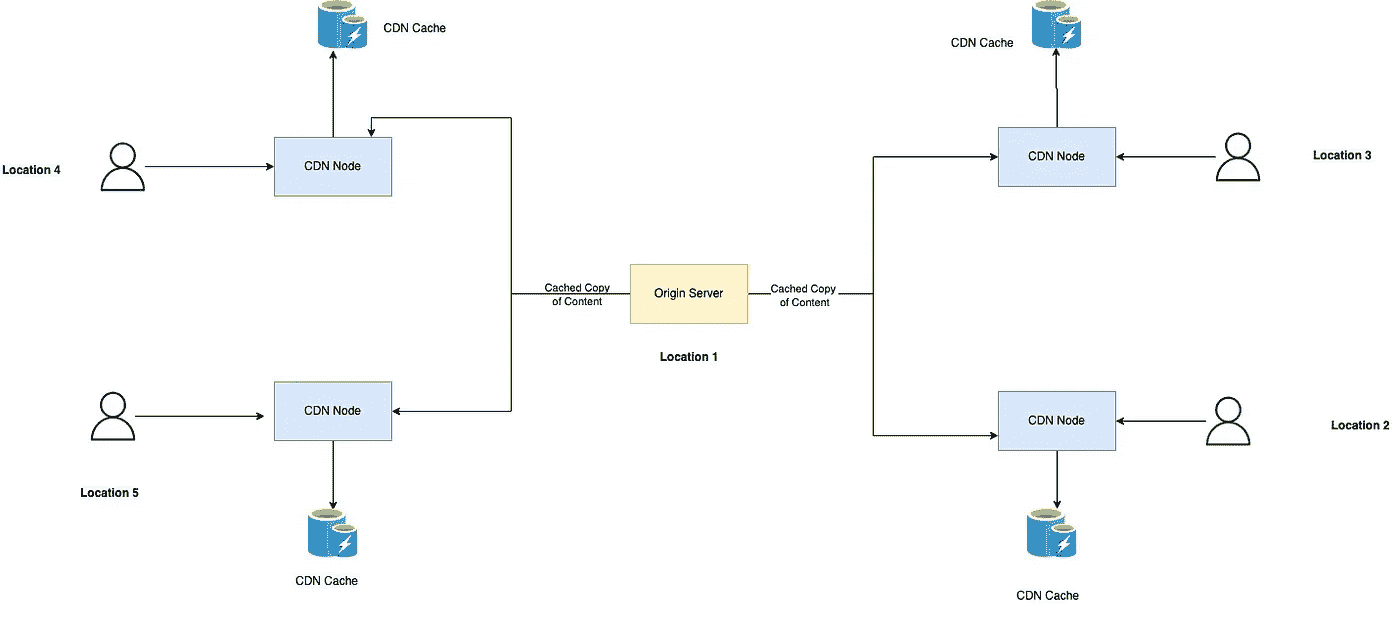 CDN Cache
CDN Cache
Location 4
CDN Node
CDN Node
Location 3
Cached Copy
of Content
Origin Server
Cached Copy
of Content
Location 1
CDN Node
CDN Node
Location 2
Location 5
CDN Cache
CDN Cache